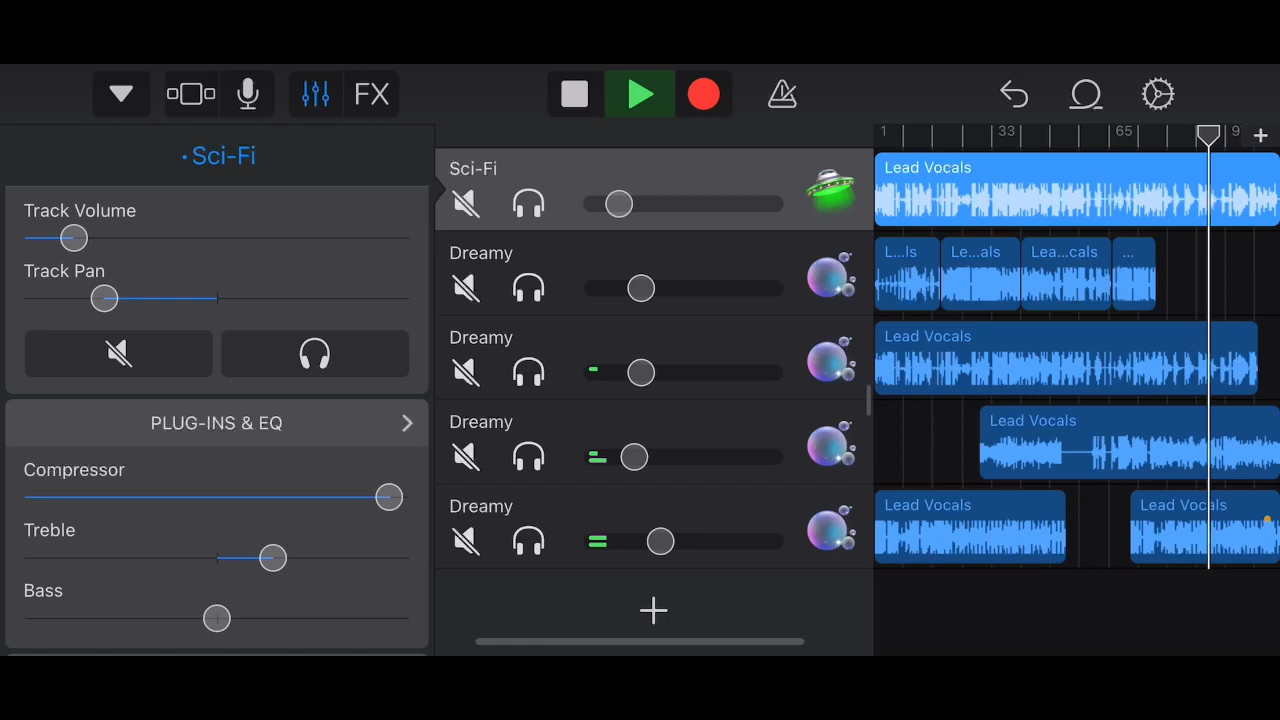 FX
Sci-Fi
Track Volume
Track Pan
PLUG-INS & EQ
Compressor
Treble
Bass
Sci-Fi
Dreamy
Dreamy
Dreamy
Dreamy
1 33 65 9
Lead Vocals
L...ls Le...als Lea...cals ...
Lead Vocals
Lead Vocals
Lead Vocals Lead Vocals